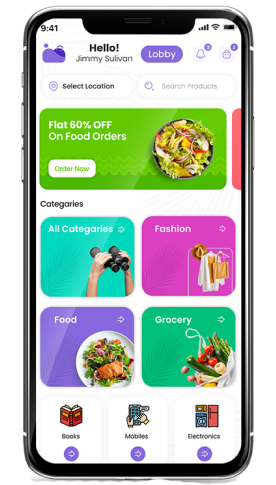 9:41
Hello!
Jimmy Sulivan
Lobby
3
2
Select Location
Search Products
Flat 60% OFF
On Food Orders
Order Now
Categaries
All Categaries
Fashion
Food
Grocery
Books
Mobiles
Electronics